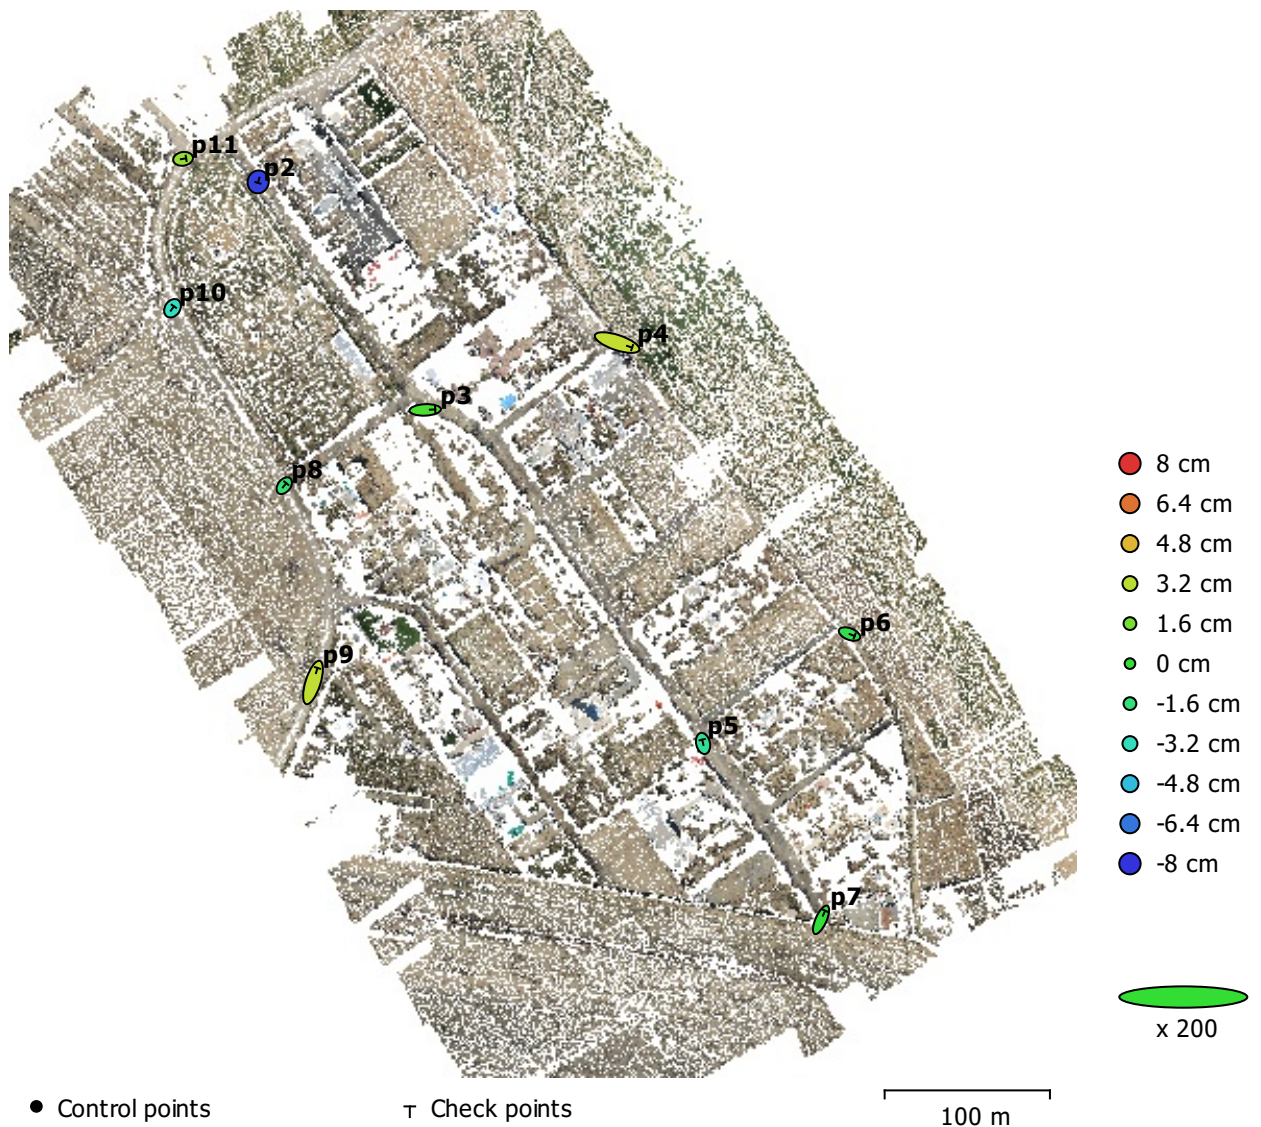 p11
p2
p10
p4
p3
p8
p6
p9
p5
p7
8 cm
6.4 cm
4.8 cm
3.2 cm
1.6 cm
0 cm
-1.6 cm
-3.2 cm
-4.8 cm
-6.4 cm
-8 cm
x 200
Control points
Check points
100 m